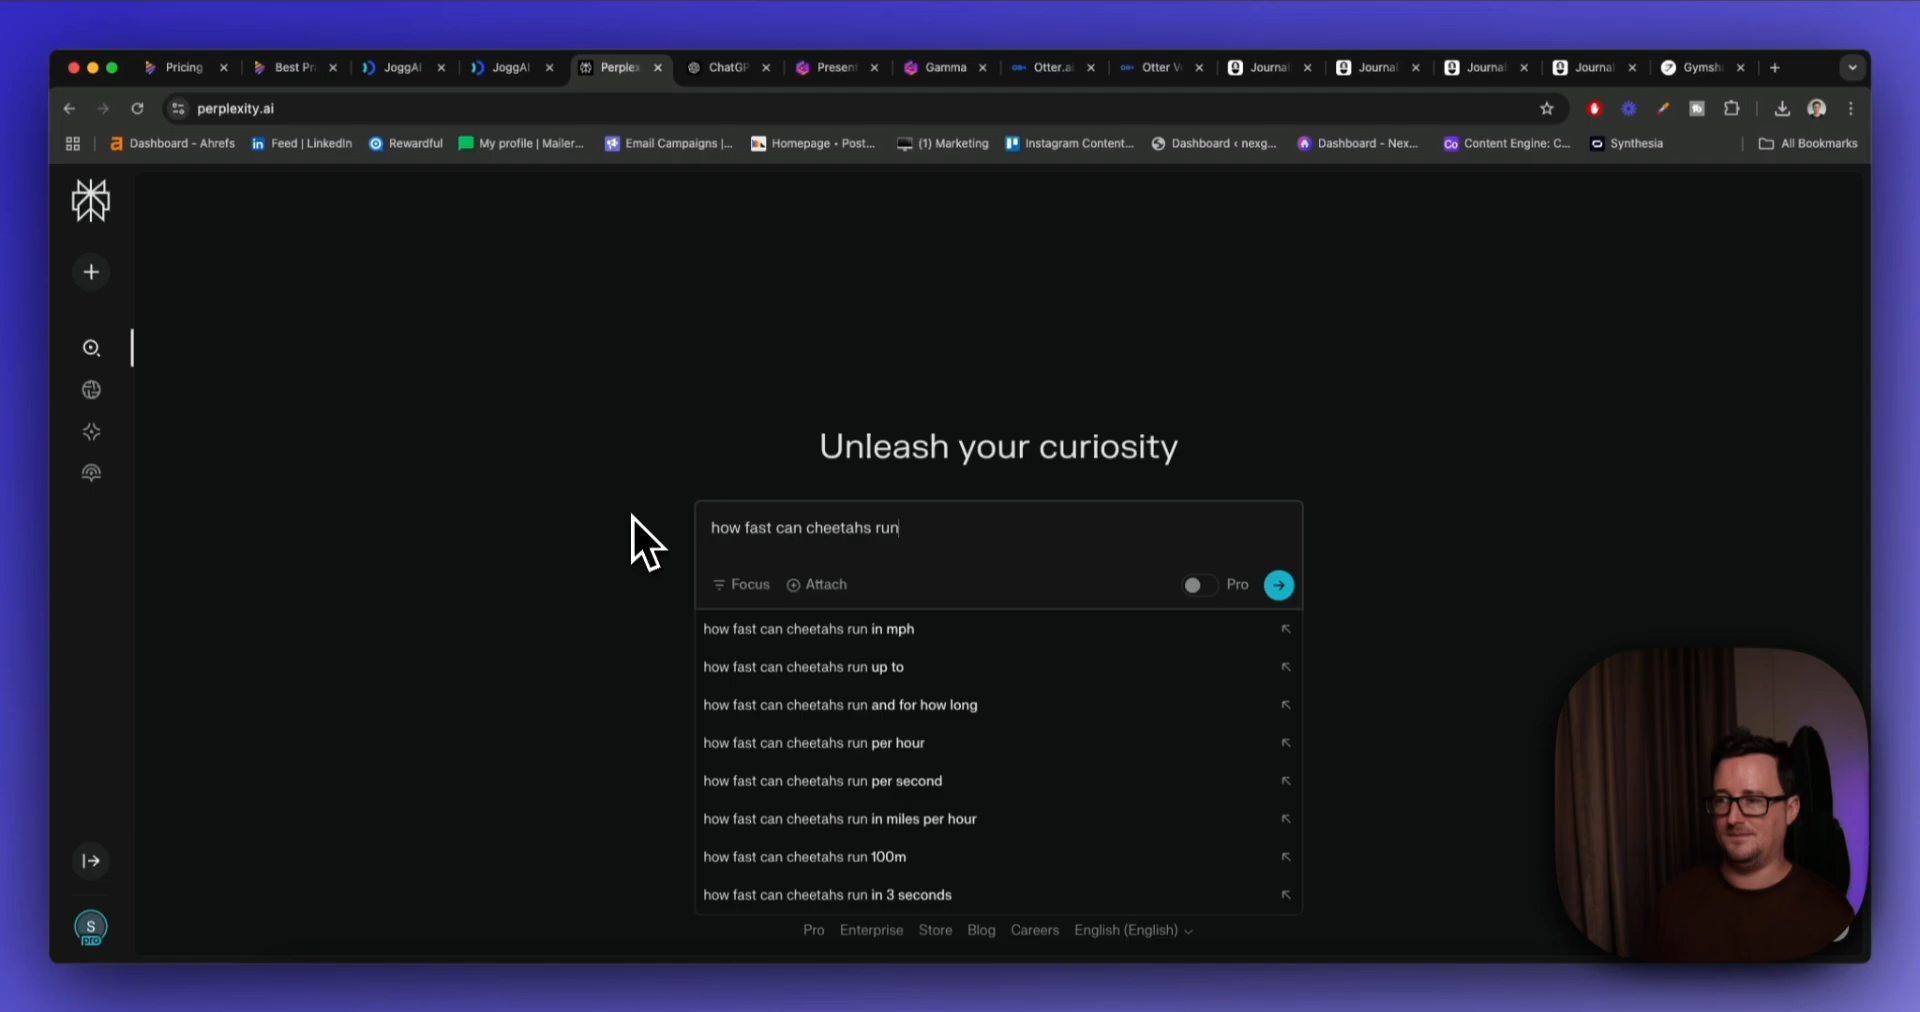 Pricing
Best Pr
JoggAI
JoggAI
Perplex
ChatGP
Present
Gamma
Otter.ai
Otter V
Journal
Journal
Journal
Journal
Gymsh
perplexity.ai
Dashboard - Ahrefs
in Feed | LinkedIn
Rewardful
My profile | Mailer...
Email Campaigns |...
Homepage • Post...
(1) Marketing
Instagram Content...
Dashboard ‹ nexg...
Dashboard - Nex...
Co Content Engine: C...
Synthesia
All Bookmarks
Unleash your curiosity
how fast can cheetahs run
Focus Attach Pro
how fast can cheetahs run in mph
how fast can cheetahs run up to
how fast can cheetahs run and for how long
how fast can cheetahs run per hour
how fast can cheetahs run per second
how fast can cheetahs run in miles per hour
how fast can cheetahs run 100m
how fast can cheetahs run in 3 seconds
S
pro
Pro Enterprise Store Blog Careers English (English)